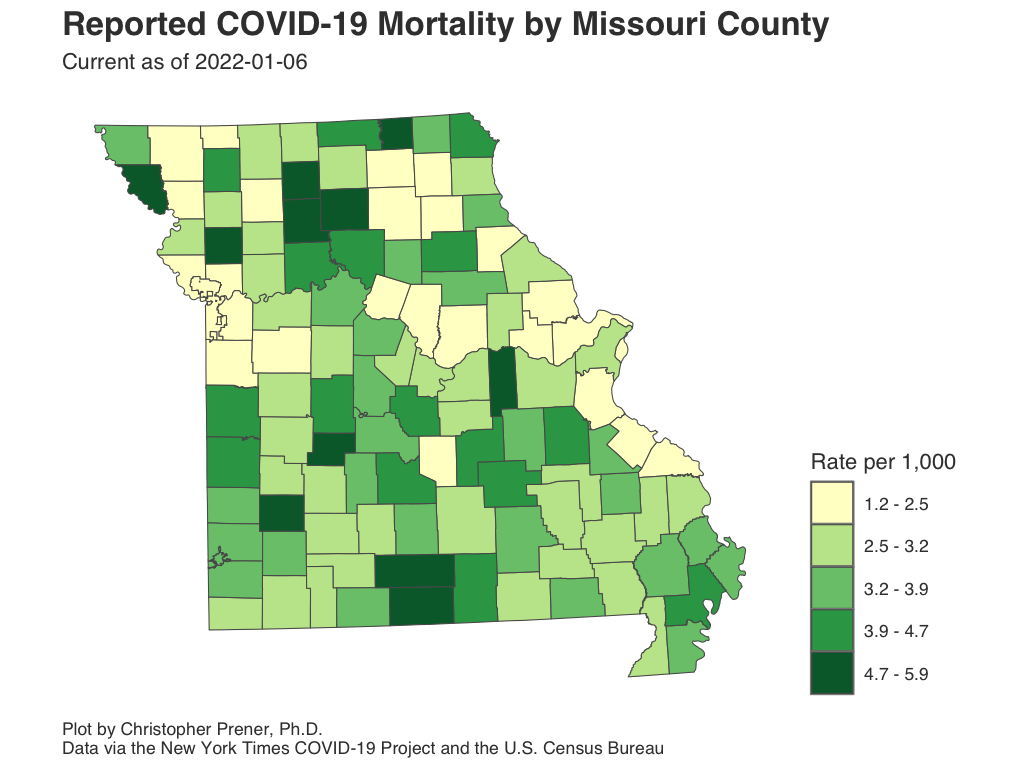 Reported COVID-19 Mortality by Missouri County
Current as of 2022-01-06
Rate per 1,000
1.2 - 2.5
2.5 - 3.2
3.2 - 3.9
3.9 - 4.7
4.7 - 5.9
Plot by Christopher Prener, Ph.D.
Data via the New York Times COVID-19 Project and the U.S. Census Bureau